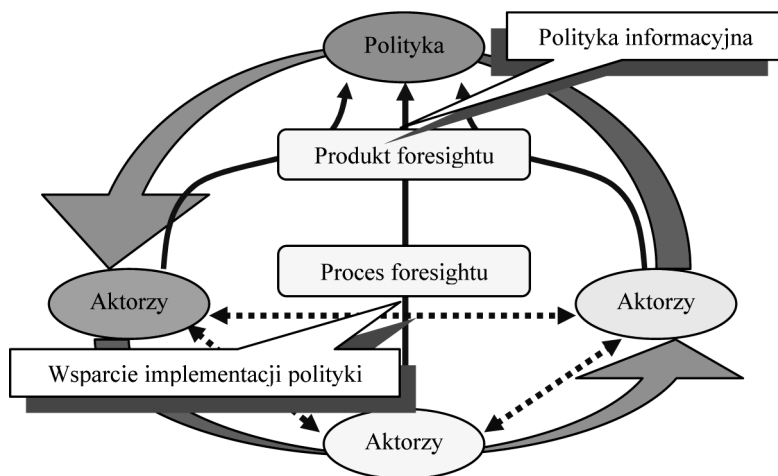 Polityka
Polityka informacyjna
Produkt foresightu
Proces foresightu
Aktorzy
Aktorzy
Wsparcie implementacji polityki
Aktorzy